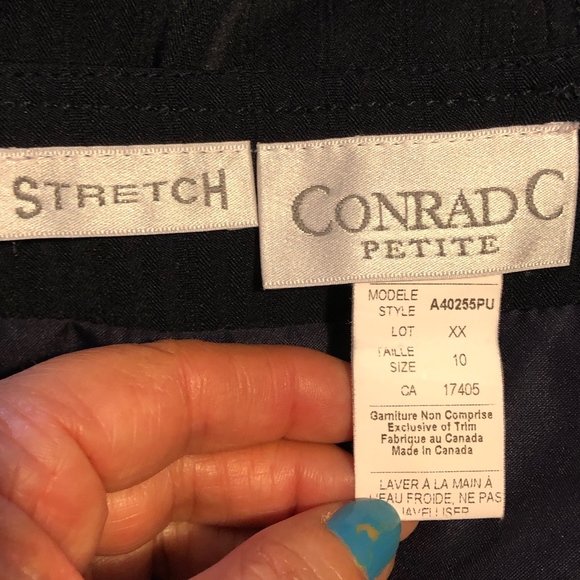 STRETCH
CONRAD C
PETITE
MODELE
STYLE A40255PU
LOT XX
TAILLE
SIZE 10
CA 17405
Garniture Non Comprise
Exclusive of Trim
Fabrique au Canada
Made in Canada
LAVER À LA MAIN À
L'EAU FROIDE, NE PAS
JAVELLISER